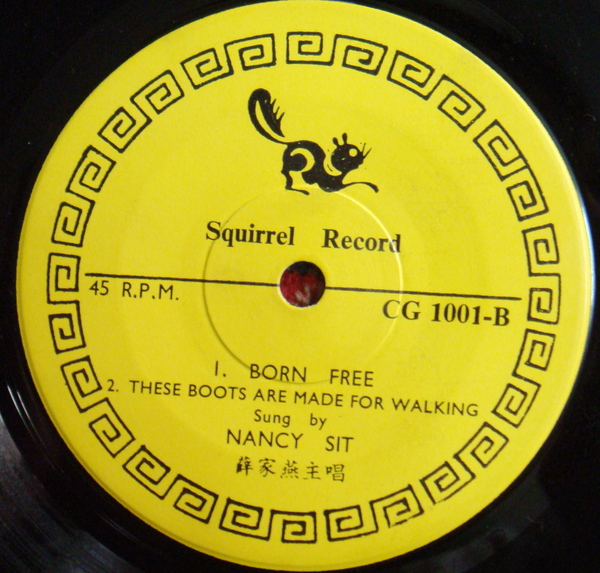 Squirrel Record
45 R.P.M.
CG 1001-B
1. BORN FREE
2. THESE BOOTS ARE MADE FOR WALKING
Sung by
NANCY SIT
薛家燕主唱